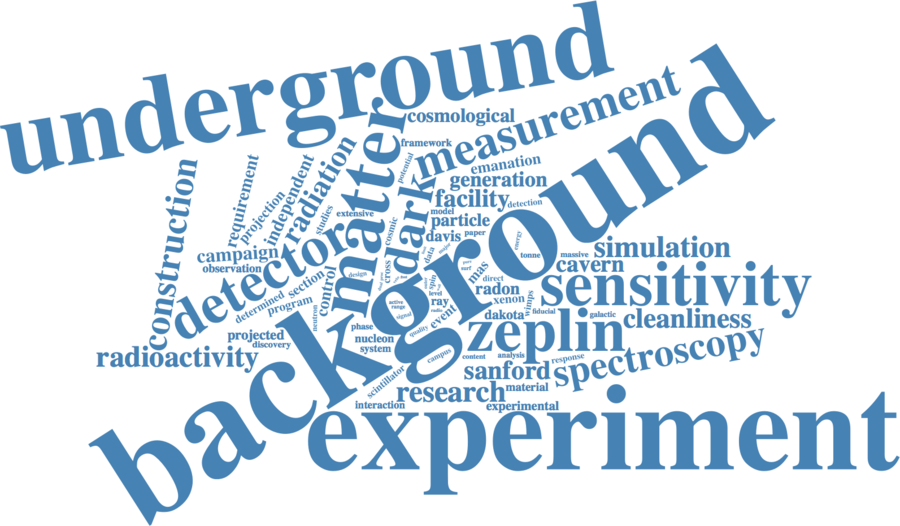 underground
background
experiment
matter
dark
measurement
detector
sensitivity
zeplin
construction
radioactivity
radiation
spectroscopy
simulation
cleanliness
research
sanford
facility
generation
cosmological
framework
potential
emanation
detection
requirement
projection
independent
studies
extensive
campaign
observation
determined
section
program
control
design
neutron
cosmic
cross
model
particle
davis
paper
data
energy
tonne
massive
cavern
mas
surf
direct
radon
xenon
wimps
dakota
fiducial
galactic
level
ray
event
spin
active
range
signal
quality
campus
phase
nucleon
system
projected
discovery
scintillator
interaction
content
analysis
response
material
experimental